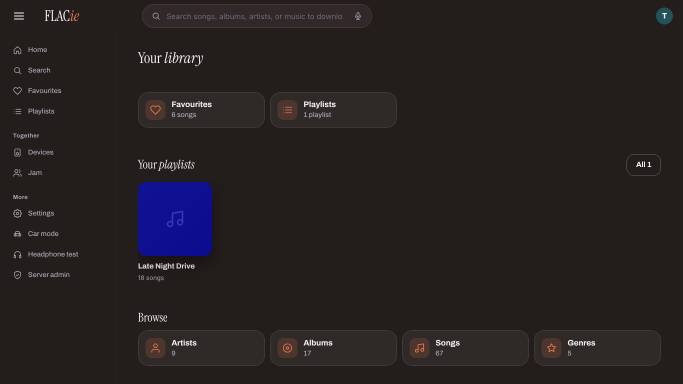 FLACie
Search songs, albums, artists, or music to downlo
T
Home
Search
Favourites
Playlists
Together
Devices
Jam
More
Settings
Car mode
Headphone test
Server admin
Your library
Favourites
6 songs
Playlists
1 playlist
Your playlists
All 1
Late Night Drive
18 songs
Browse
Artists
9
Albums
17
Songs
67
Genres
5